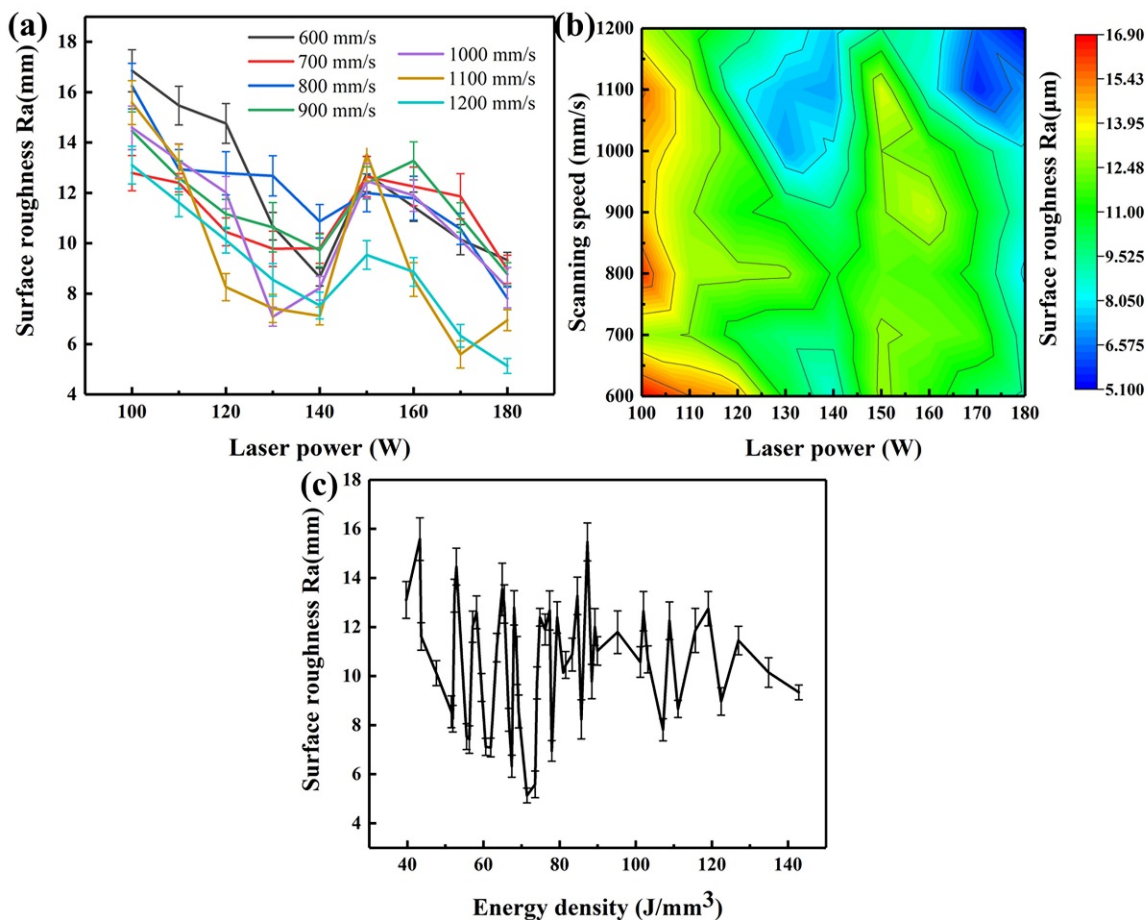 (a)
Surface roughness Ra(mm)
18
16
14
12
10
8
6
4
600 mm/s
700 mm/s
800 mm/s
900 mm/s
1000 mm/s
1100 mm/s
1200 mm/s
100 120 140 160 180
Laser power (W)
(b)
Scanning speed (mm/s)
1200
1100
1000
900
800
700
600
100 110 120 130 140 150 160 170 180
Laser power (W)
Surface roughness Ra(μm)
16.90
15.43
13.95
12.48
11.00
9.525
8.050
6.575
5.100
(c)
Surface roughness Ra(mm)
18
16
14
12
10
8
6
4
40 60 80 100 120 140
Energy density (J/mm³)